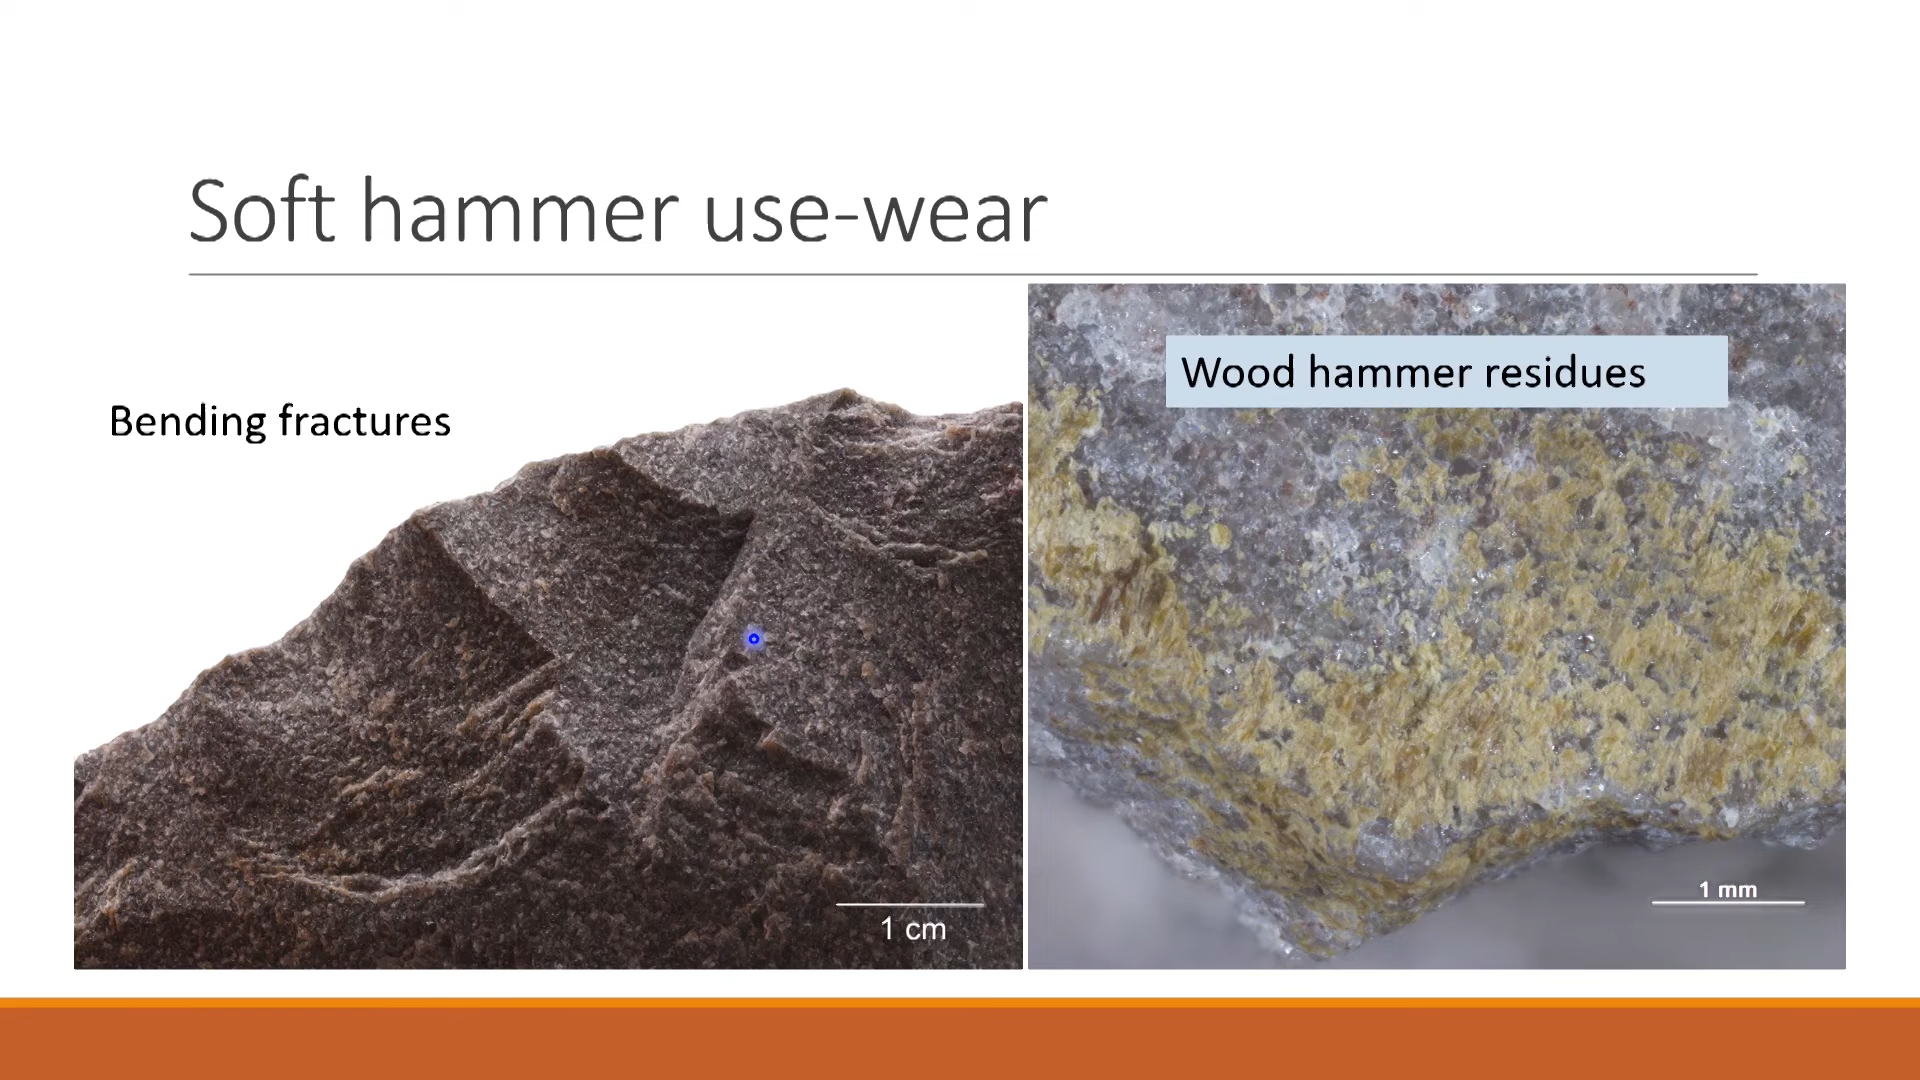 Soft hammer use-wear
Bending fractures
Wood hammer residues
1 cm
1 mm